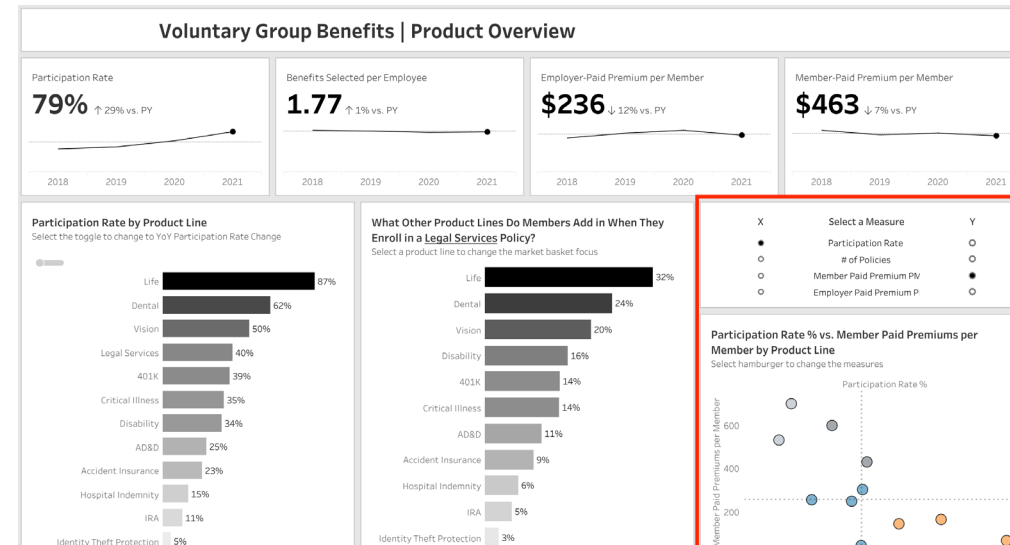 Voluntary Group Benefits | Product Overview
Participation Rate
79% ↑ 29% vs. PY
2018 2019 2020 2021
Benefits Selected per Employee
1.77 ↑ 1% vs. PY
2018 2019 2020 2021
Employer-Paid Premium per Member
$236 ↓ 12% vs. PY
2018 2019 2020 2021
Member-Paid Premium per Member
$463 ↓ 7% vs. PY
2018 2019 2020 2021
Participation Rate by Product Line
Select the toggle to change to YoY Participation Rate Change
Life 87%
Dental 62%
Vision 50%
Legal Services 40%
401K 39%
Critical Illness 35%
Disability 34%
AD&D 25%
Accident Insurance 23%
Hospital Indemnity 15%
IRA 11%
Identity Theft Protection 5%
What Other Product Lines Do Members Add in When They
Enroll in a Legal Services Policy?
Select a product line to change the market basket focus
Life 32%
Dental 24%
Vision 20%
Disability 16%
401K 14%
Critical Illness 14%
AD&D 11%
Accident Insurance 9%
Hospital Indemnity 6%
IRA 5%
Identity Theft Protection 3%
X Select a Measure Y
Participation Rate
# of Policies
Member Paid Premium PM
Employer Paid Premium P
Participation Rate % vs. Member Paid Premiums per
Member by Product Line
Select hamburger to change the measures
Participation Rate %
Member Paid Premiums per Member
600
400
200